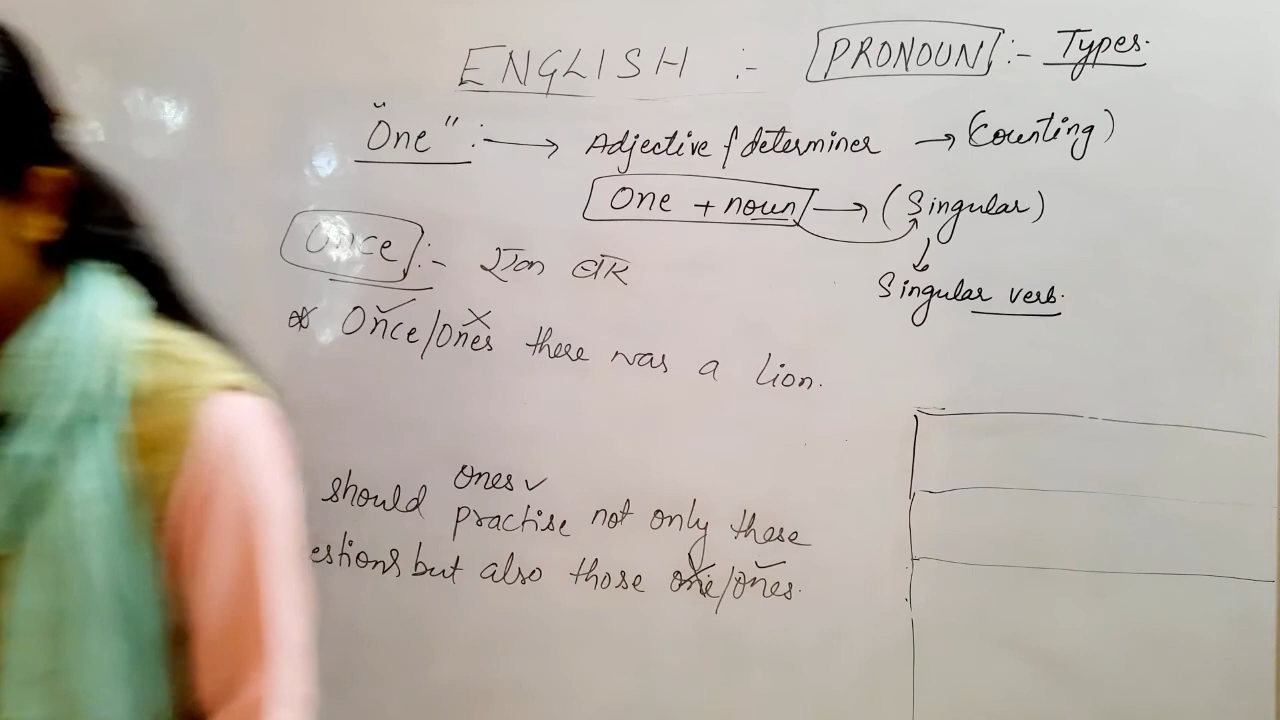 ENGLISH :- PRONOUN :- Types.
"One" :→ Adjective / determiner → (Counting)
One + noun → (Singular)
Singular verb.
Once :-
* Once/Ones there was a lion.
Ones ✓
should practise not only these
estions but also those one/ones.